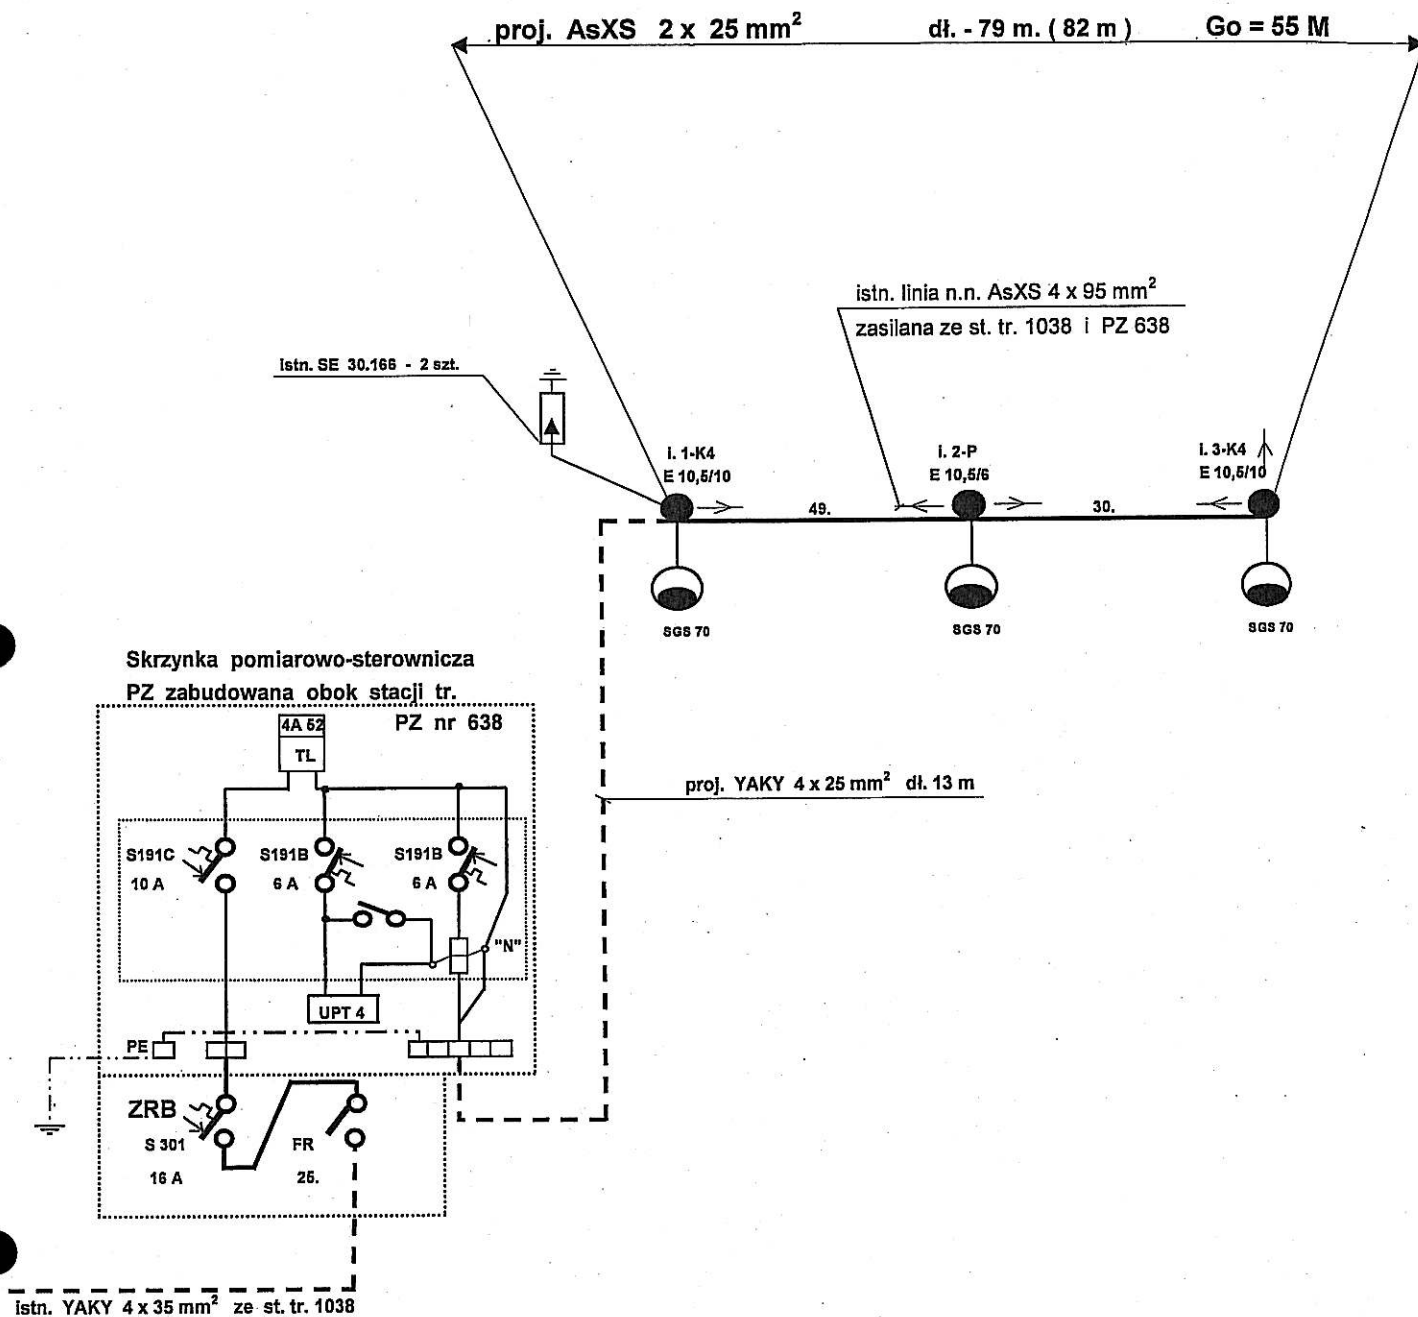 proj. AsXS 2 x 25 mm² dł. - 79 m. ( 82 m ) Go = 55 M
istn. linia n.n. AsXS 4 x 95 mm²
zasilana ze st. tr. 1038 i PZ 638
Istn. SE 30.166 - 2 szt.
i. 1-K4
E 10,5/10
i. 2-P
E 10,5/6
i. 3-K4
E 10,5/10
49.
30.
SGS 70
SGS 70
SGS 70
Skrzynka pomiarowo-sterownicza
PZ zabudowana obok stacji tr.
PZ nr 638
4A 52
TL
proj. YAKY 4 x 25 mm² dł. 13 m
S191C
10 A
S191B
6 A
S191B
6 A
"N"
UPT 4
PE
ZRB
S 301
16 A
FR
25.
istn. YAKY 4 x 35 mm² ze st. tr. 1038